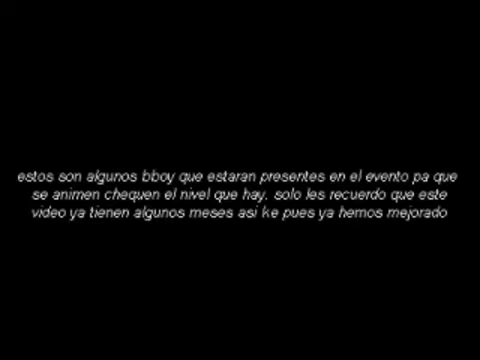 estos son algunos bboy que estaran presentes en el evento pa que
se animen chequen el nivel que hay. solo les recuerdo que este
video ya tienen algunos meses asi ke pues ya hemos mejorado